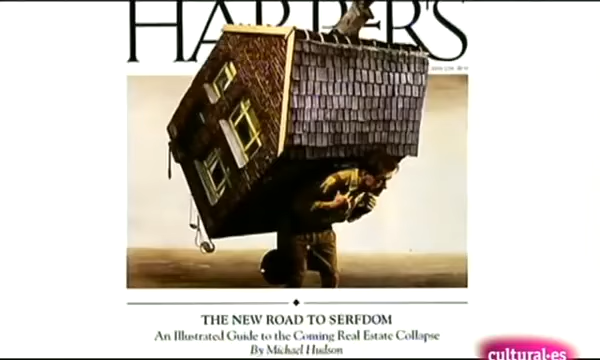 HARPER'S
THE NEW ROAD TO SERFDOM
An Illustrated Guide to the Coming Real Estate Collapse
By Michael Hudson
cultural·es